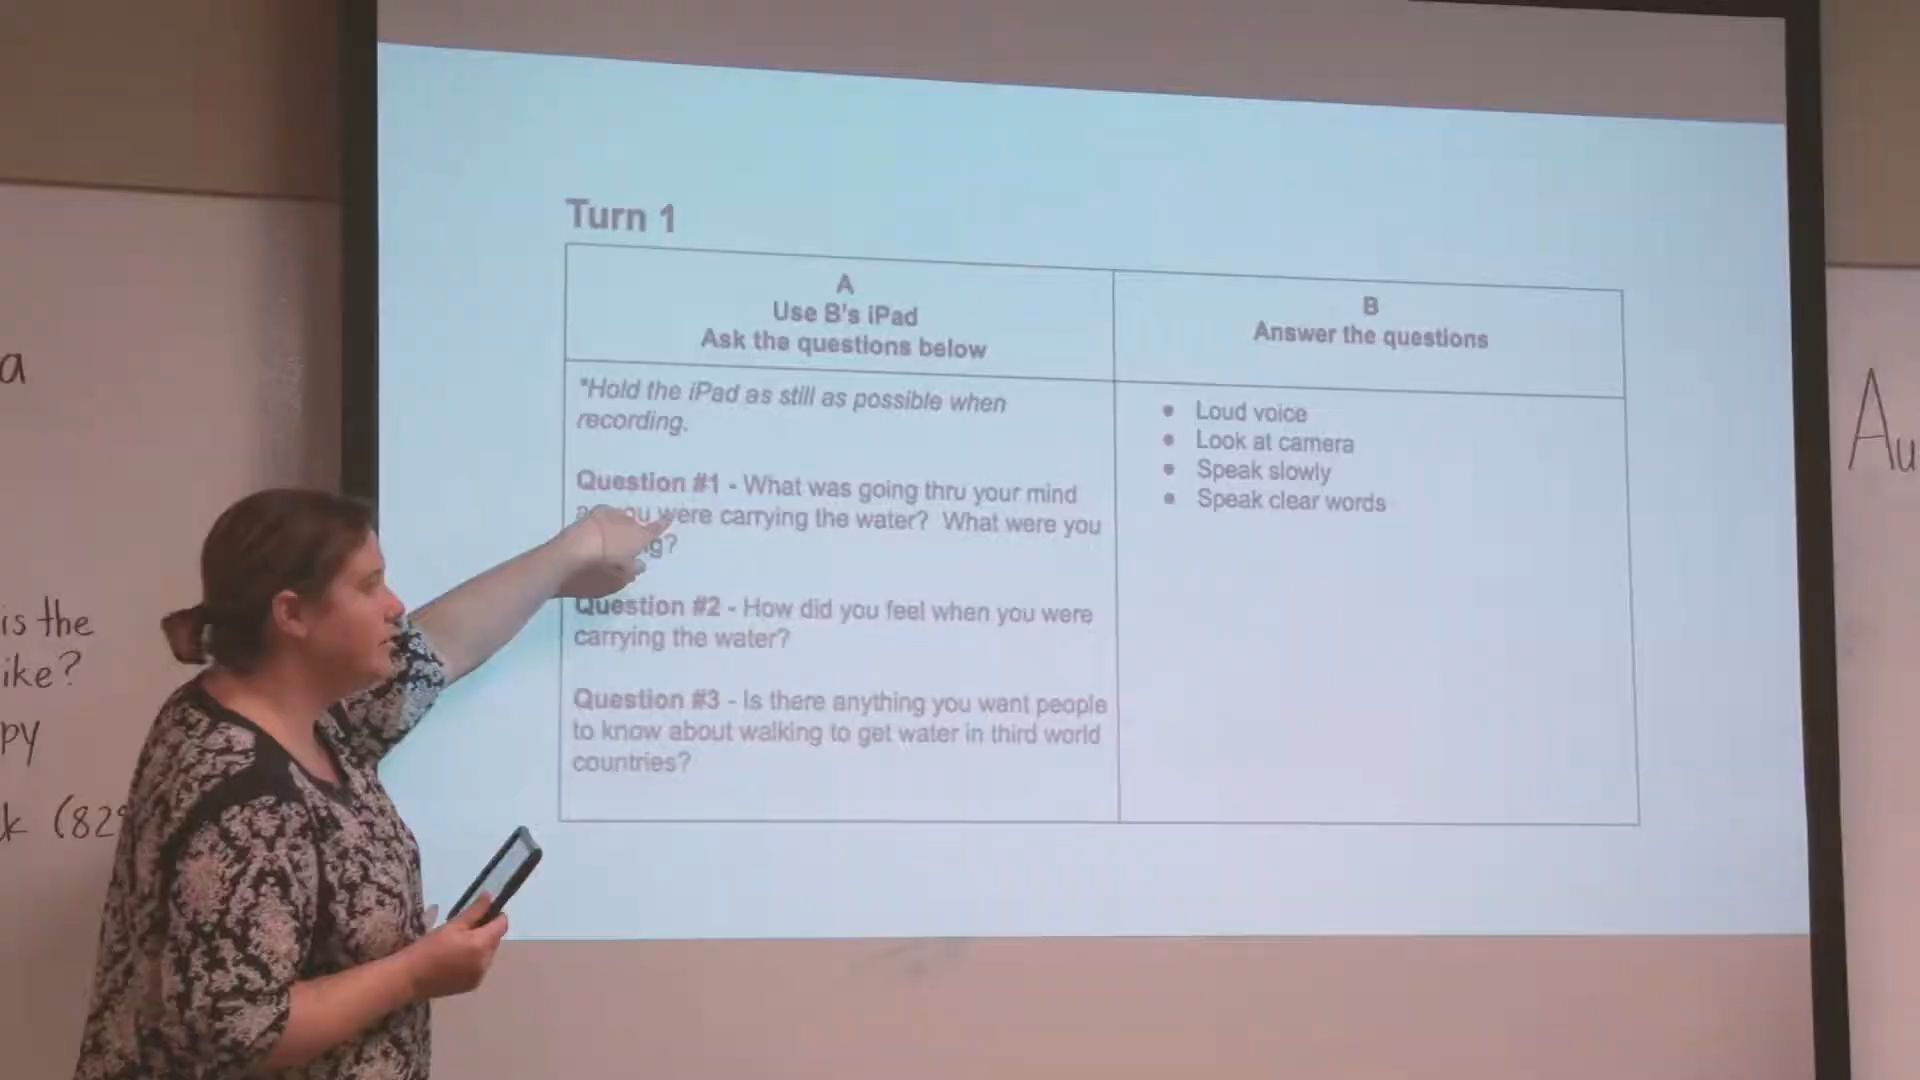 Turn 1
A
Use B's iPad
Ask the questions below
*Hold the iPad as still as possible when
recording.
Question #1 - What was going thru your mind
were carrying the water? What were you
Question #2 - How did you feel when you were
carrying the water?
Question #3 - Is there anything you want people
to know about walking to get water in third world
countries?
B
Answer the questions
Loud voice
Look at camera
Speak slowly
Speak clear words
a
is the
ike?
py
k (82
Au